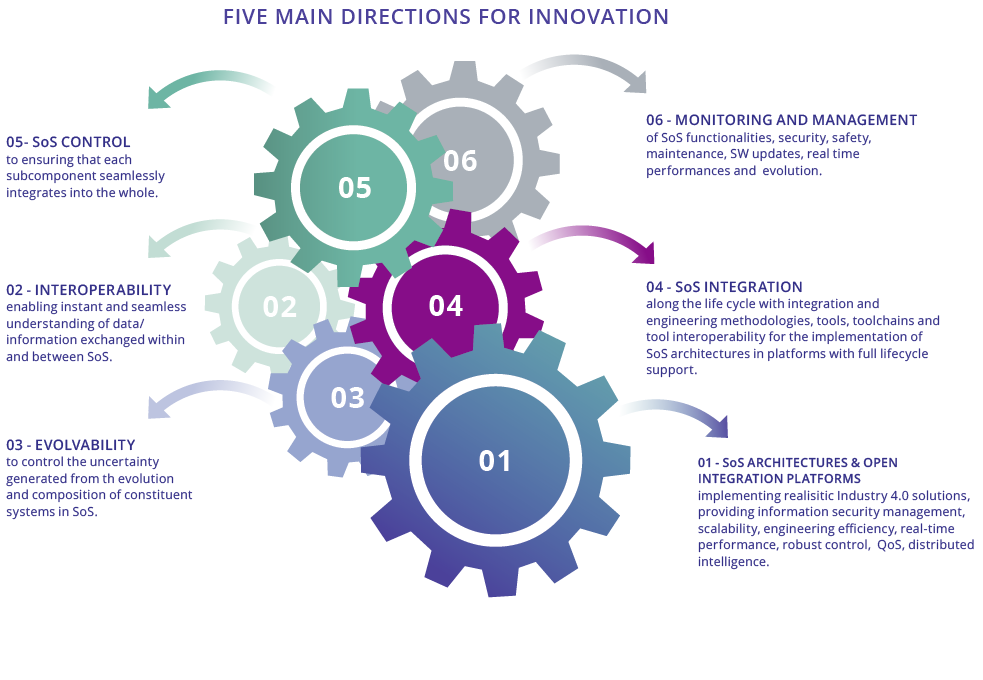 FIVE MAIN DIRECTIONS FOR INNOVATION
05- SoS CONTROL
to ensuring that each
subcomponent seamlessly
integrates into the whole.
02 - INTEROPERABILITY
enabling instant and seamless
understanding of data/
information exchanged within
and between SoS.
03 - EVOLVABILITY
to control the uncertainty
generated from th evolution
and composition of constituent
systems in SoS.
05
06
02
04
03
01
06 - MONITORING AND MANAGEMENT
of SoS functionalities, security, safety,
maintenance, SW updates, real time
performances and  evolution.
04 - SoS INTEGRATION
along the life cycle with integration and
engineering methodologies, tools, toolchains and
tool interoperability for the implementation of
SoS architectures in platforms with full lifecycle
support.
01 - SoS ARCHITECTURES & OPEN
INTEGRATION PLATFORMS
implementing realisitic Industry 4.0 solutions,
providing information security management,
scalability, engineering efficiency, real-time
performance, robust control,  QoS, distributed
intelligence.